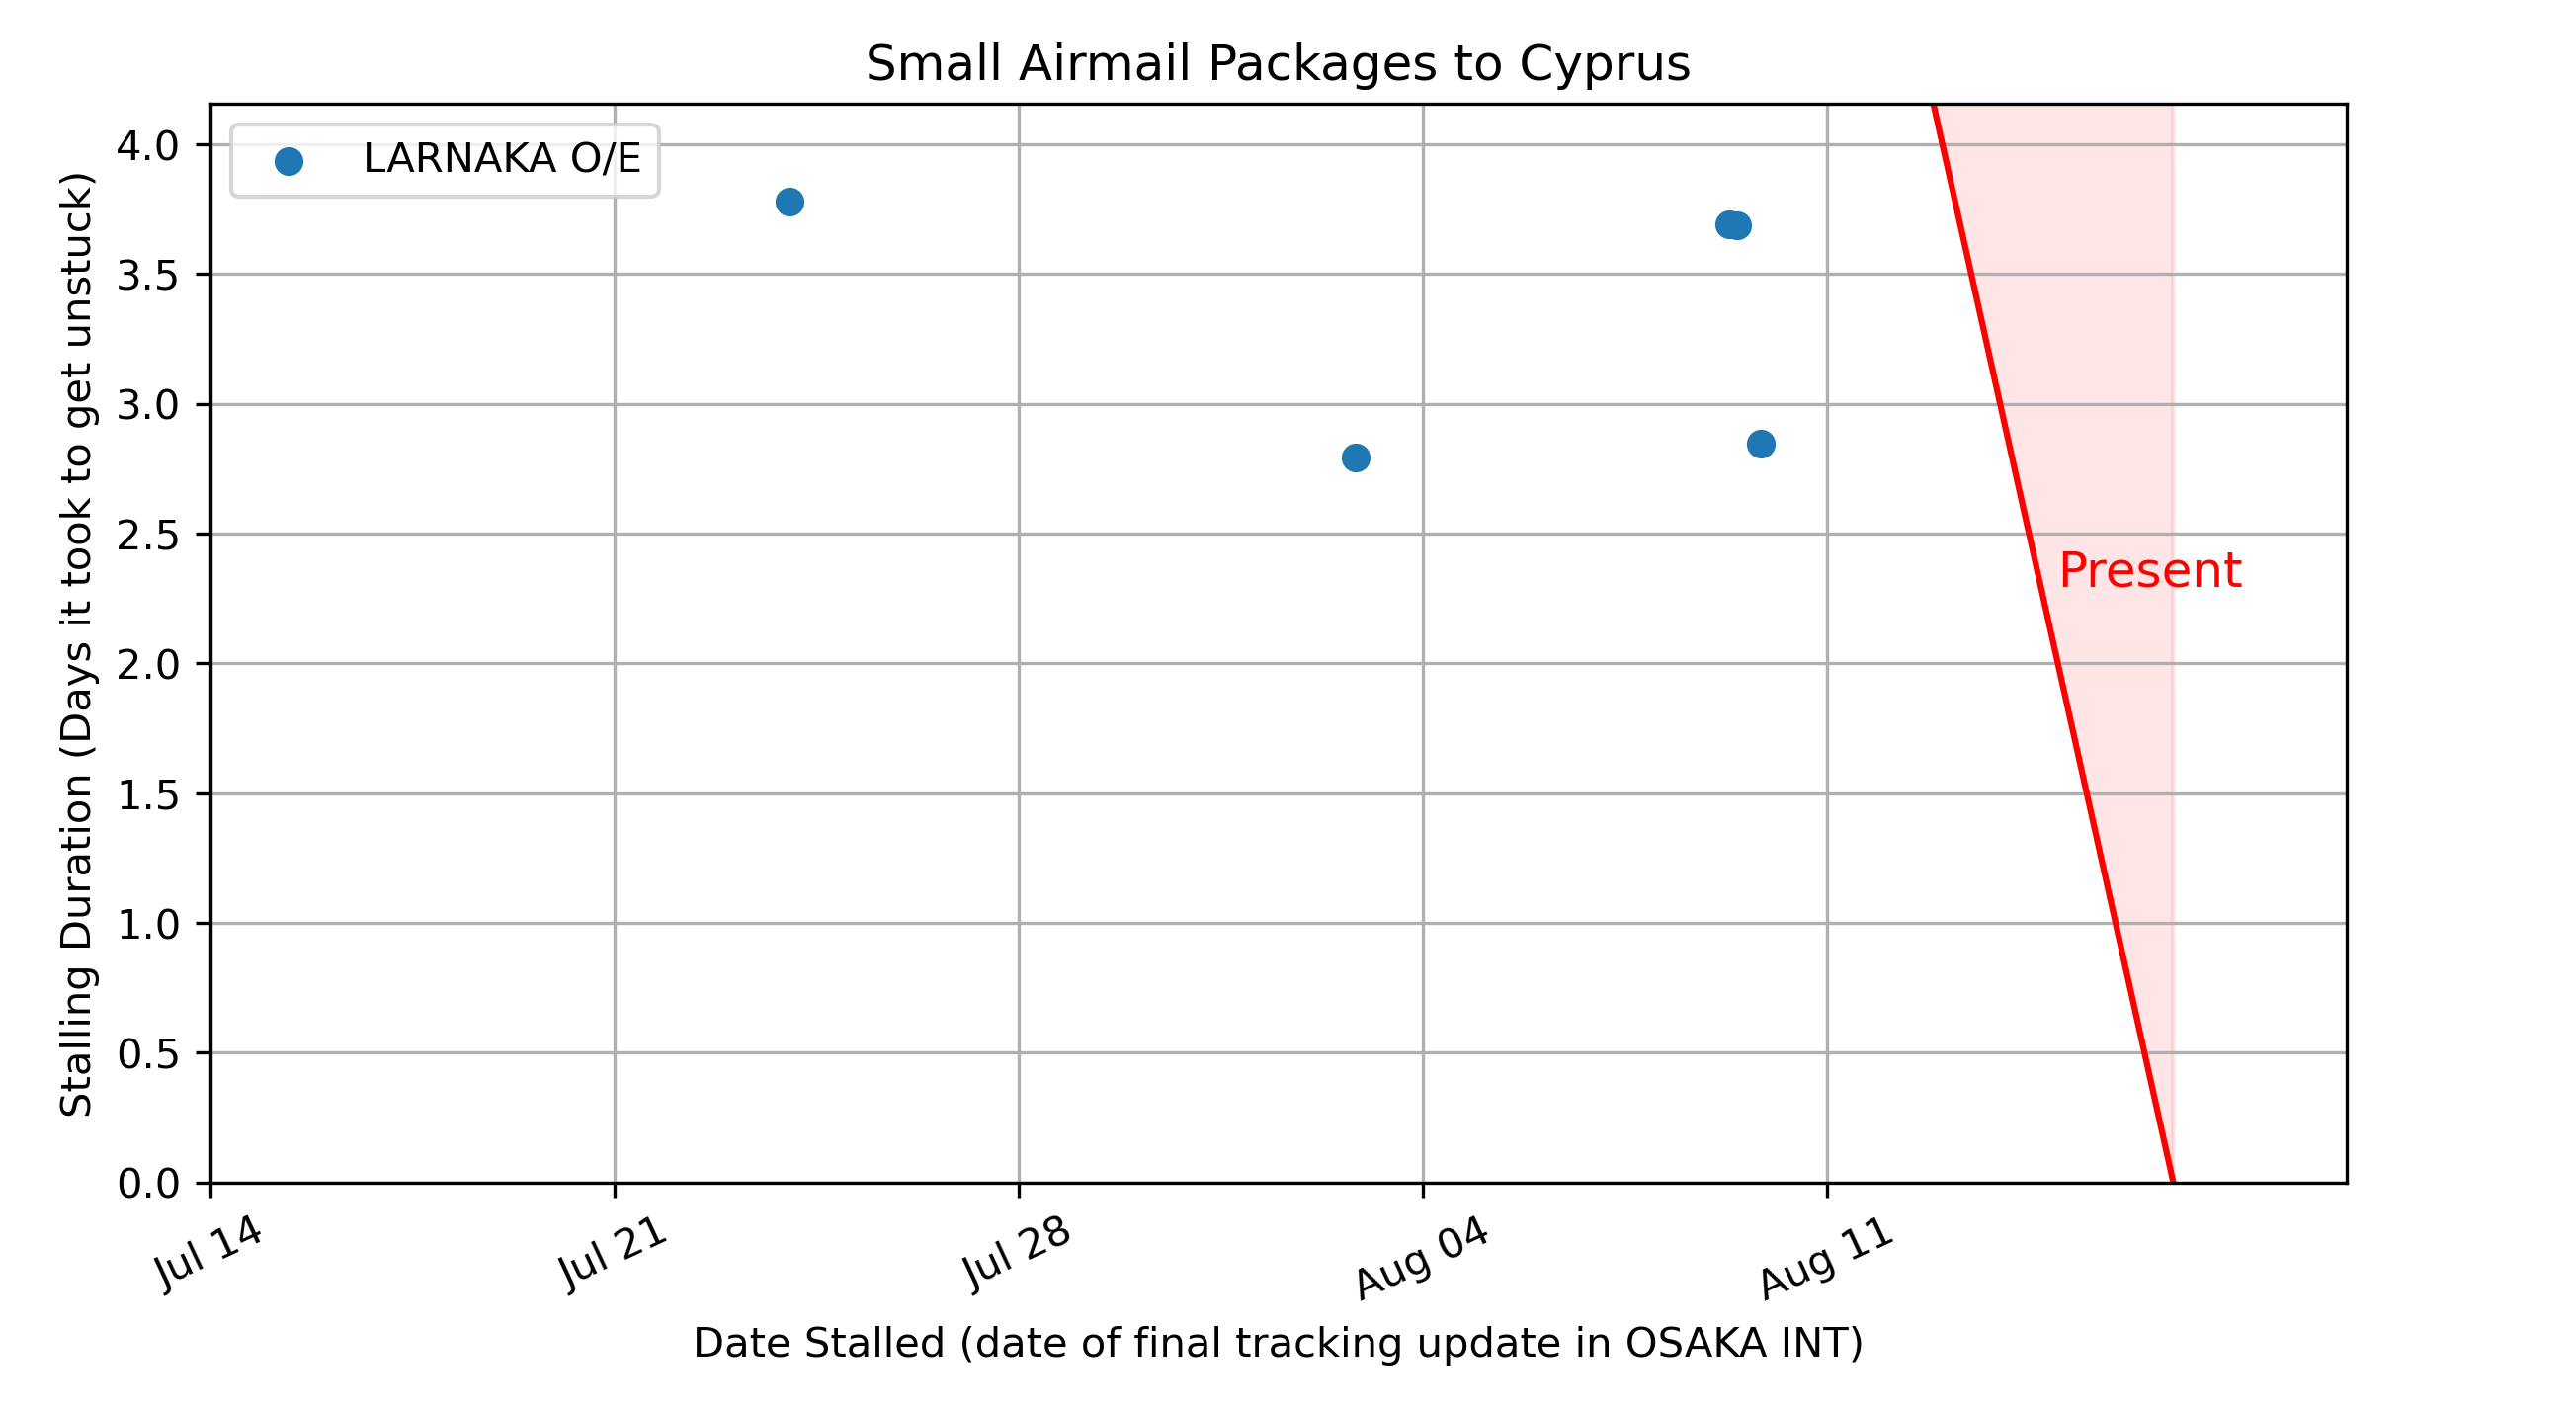 Small Airmail Packages to Cyprus
LARNAKA O/E
4.0
3.5
3.0
2.5
2.0
1.5
1.0
0.5
0.0
Stalling Duration (Days it took to get unstuck)
Present
Jul 14
Jul 21
Jul 28
Aug 04
Aug 11
Date Stalled (date of final tracking update in OSAKA INT)